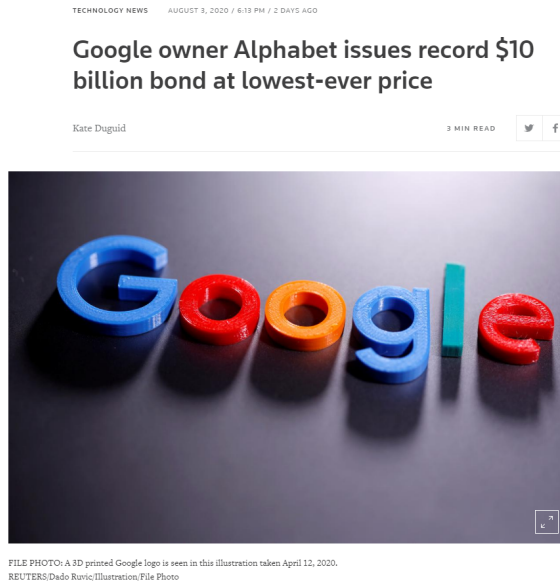 TECHNOLOGY NEWS AUGUST 3, 2020 / 6:13 PM / 2 DAYS AGO
Google owner Alphabet issues record $10
billion bond at lowest-ever price
Kate Duguid
3 MIN READ
Google
FILE PHOTO: A 3D printed Google logo is seen in this illustration taken April 12, 2020.
REUTERS/Dado Ruvic/Illustration/File Photo